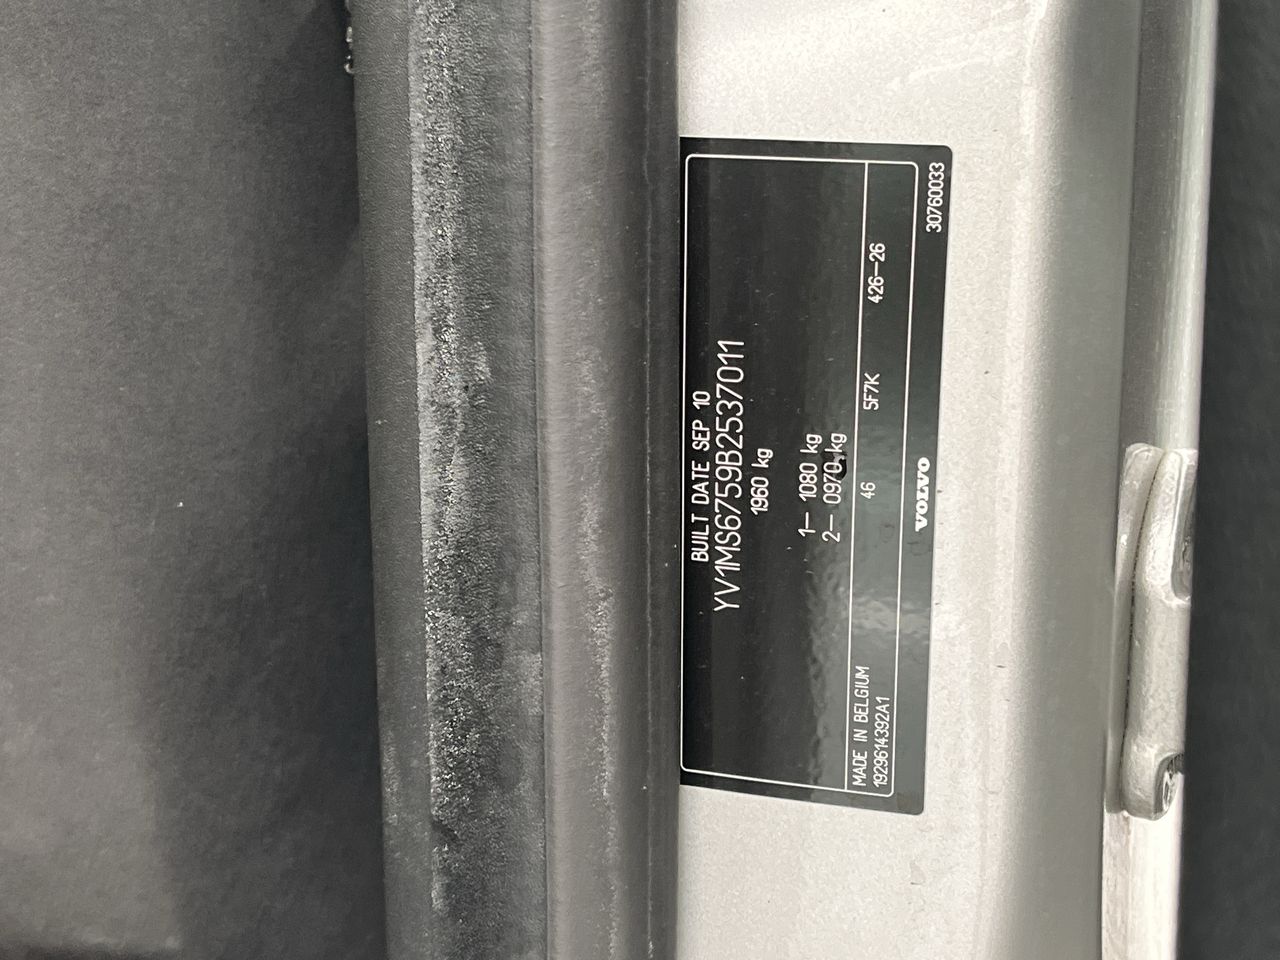 BUILT DATE SEP 10
YV1MS6759B2537011
1960 kg
1– 1080 kg
2– 0970 kg
46 5F7K 426–26
MADE IN BELGIUM
1929614392A1
VOLVO 30760033